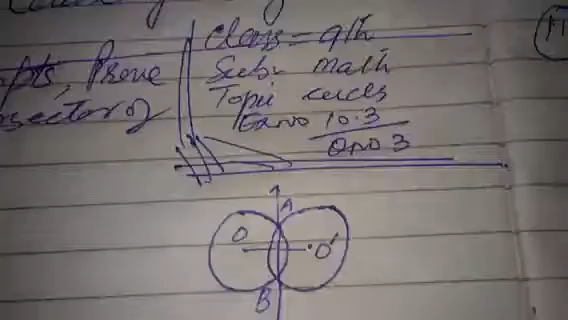 class = 9th
pts, Prove
Sub:- math
sector of
Topic circles
Ex no 10.3
Q no 3
A
O
O'
B